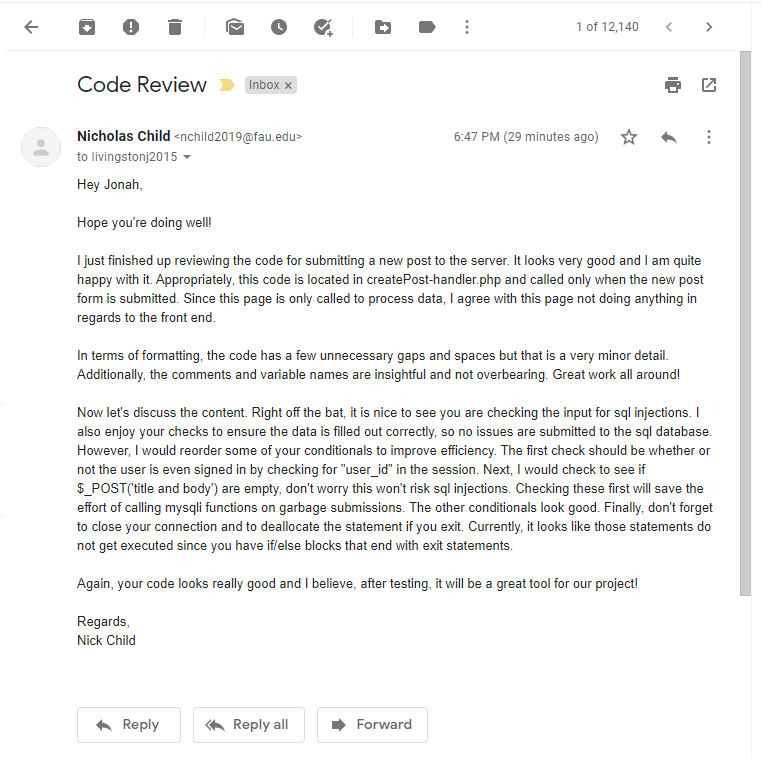 1 of 12,140
Code Review
Inbox x
Nicholas Child <nchild2019@fau.edu>
6:47 PM (29 minutes ago)
to livingstonj2015
Hey Jonah,
Hope you're doing well!
I just finished up reviewing the code for submitting a new post to the server. It looks very good and I am quite
happy with it. Appropriately, this code is located in createPost-handler.php and called only when the new post
form is submitted. Since this page is only called to process data, I agree with this page not doing anything in
regards to the front end.
In terms of formatting, the code has a few unnecessary gaps and spaces but that is a very minor detail.
Additionally, the comments and variable names are insightful and not overbearing. Great work all around!
Now let's discuss the content. Right off the bat, it is nice to see you are checking the input for sql injections. I
also enjoy your checks to ensure the data is filled out correctly, so no issues are submitted to the sql database.
However, I would reorder some of your conditionals to improve efficiency. The first check should be whether or
not the user is even signed in by checking for "user_id" in the session. Next, I would check to see if
$_POST('title and body') are empty, don't worry this won't risk sql injections. Checking these first will save the
effort of calling mysqli functions on garbage submissions. The other conditionals look good. Finally, don't forget
to close your connection and to deallocate the statement if you exit. Currently, it looks like those statements do
not get executed since you have if/else blocks that end with exit statements.
Again, your code looks really good and I believe, after testing, it will be a great tool for our project!
Regards,
Nick Child
Reply
Reply all
Forward